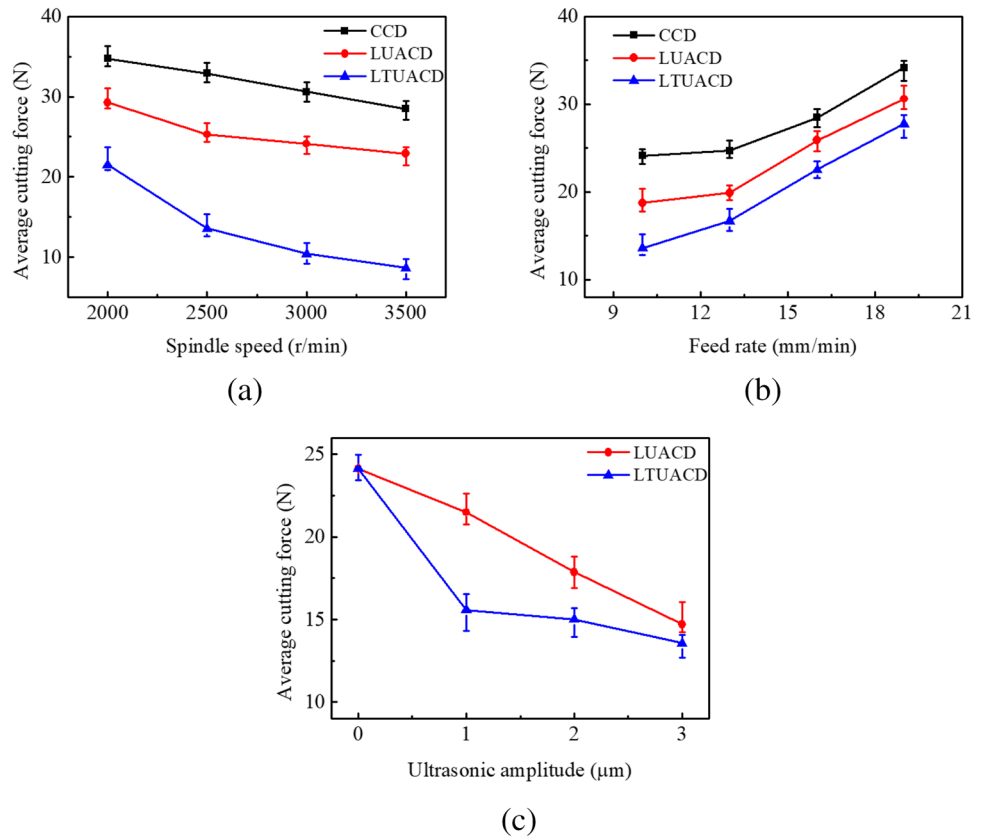 40
30
20
10
Average cutting force (N)
CCD
LUACD
LTUACD
2000 2500 3000 3500
Spindle speed (r/min)
(a)
40
30
20
10
Average cutting force (N)
CCD
LUACD
LTUACD
9 12 15 18 21
Feed rate (mm/min)
(b)
25
20
15
10
Average cutting force (N)
LUACD
LTUACD
0 1 2 3
Ultrasonic amplitude (μm)
(c)